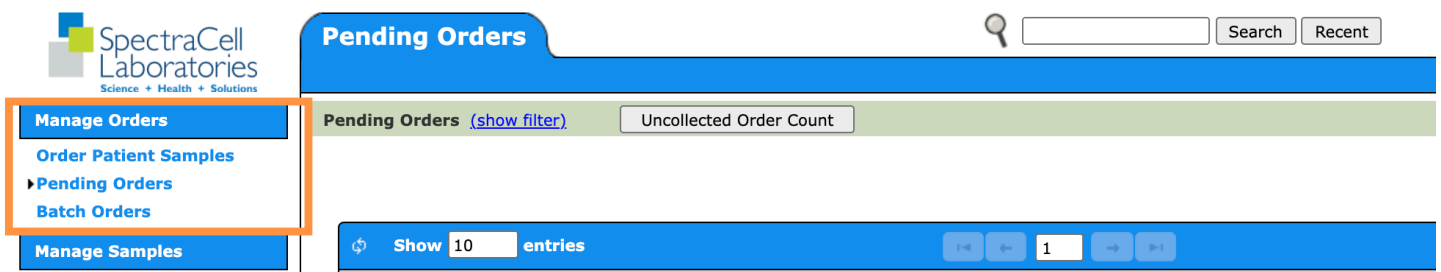 SpectraCell
Laboratories
Science + Health + Solutions
Pending Orders
Search Recent
Manage Orders
Order Patient Samples
Pending Orders
Batch Orders
Manage Samples
Pending Orders (show filter) Uncollected Order Count
Show 10 entries 1